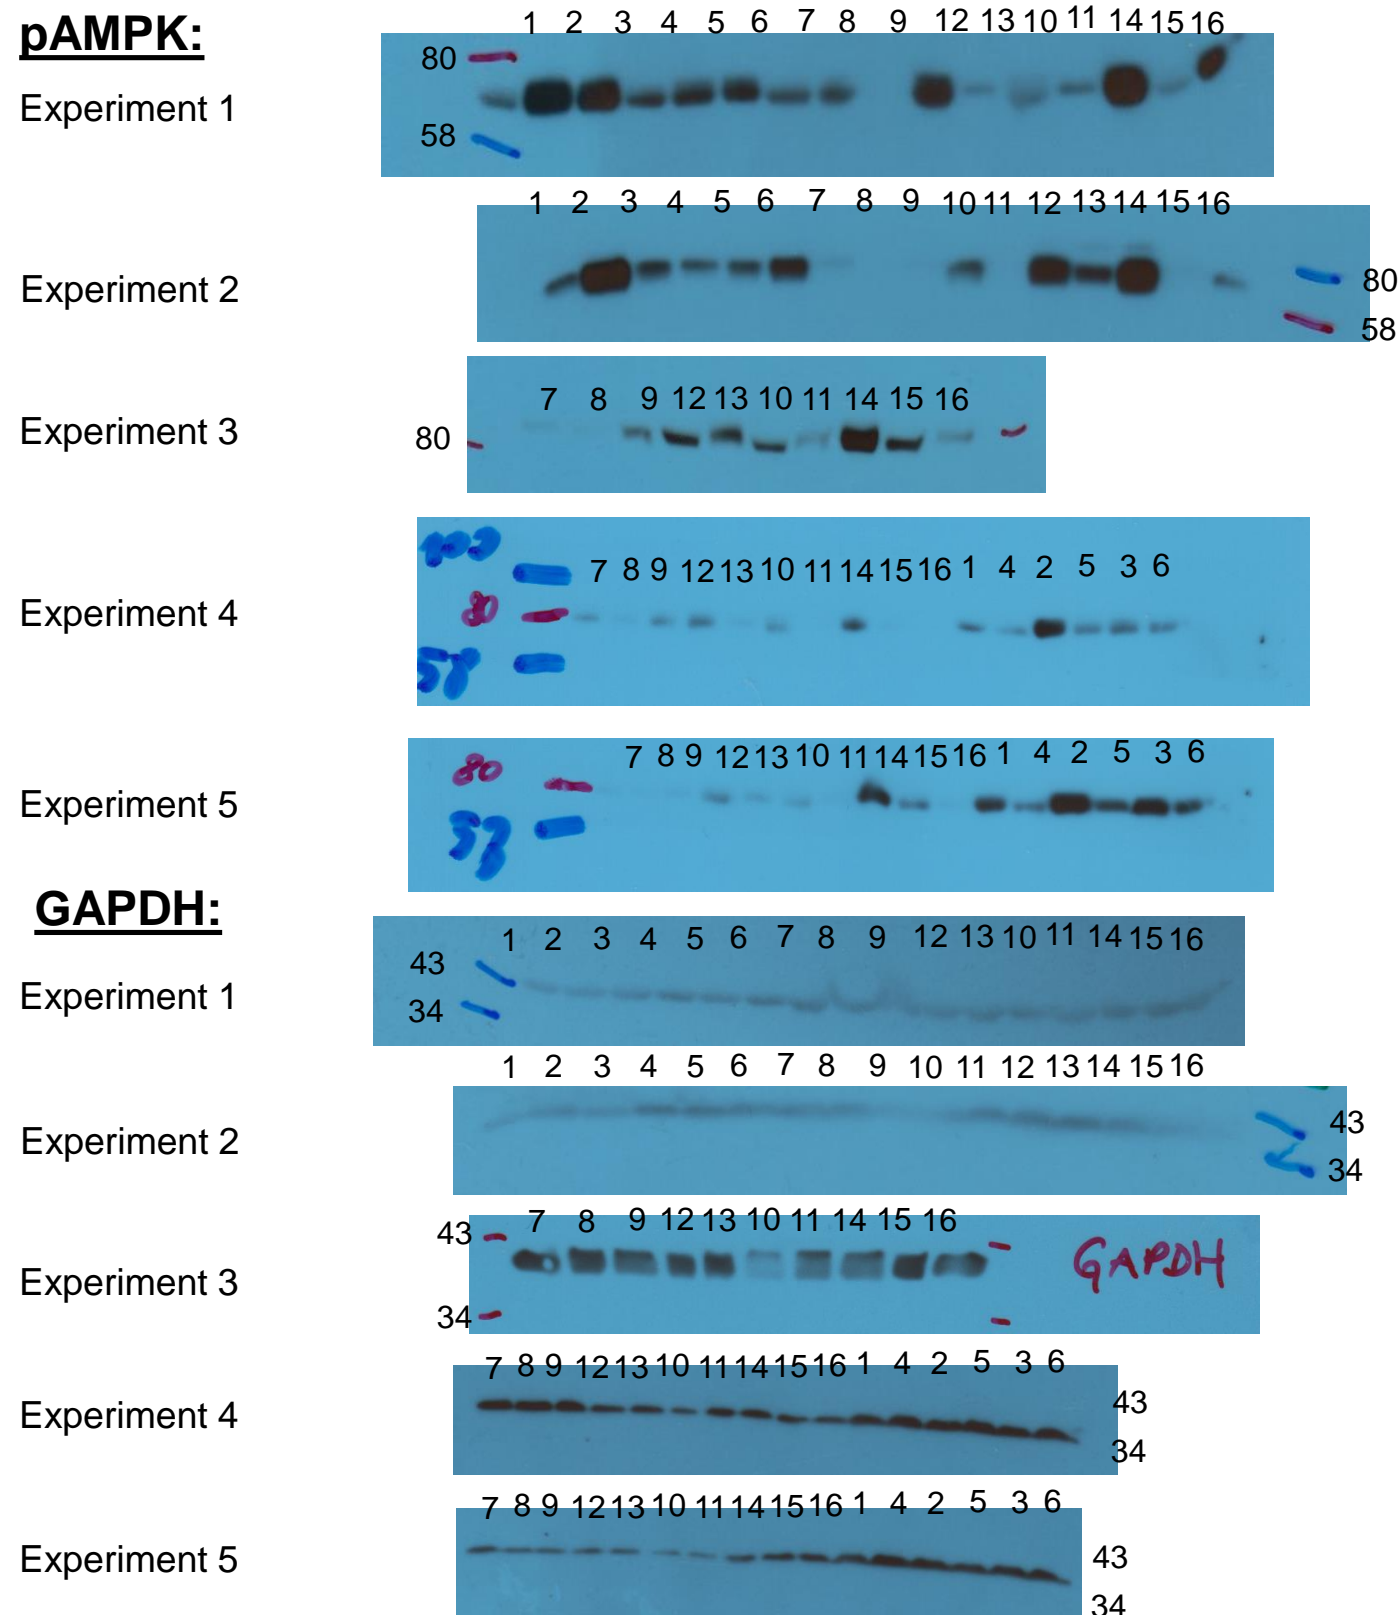 pAMPK:
1 2 3 4 5 6 7 8 9 12 13 10 11 14 15 16
80
Experiment 1
58
1 2 3 4 5 6 7 8 9 10 11 12 13 14 15 16
Experiment 2
80
58
7 8 9 12 13 10 11 14 15 16
Experiment 3
80
7 8 9 12 13 10 11 14 15 16 1 4 2 5 3 6
80
Experiment 4
58
7 8 9 12 13 10 11 14 15 16 1 4 2 5 3 6
80
Experiment 5
58
GAPDH:
1 2 3 4 5 6 7 8 9 12 13 10 11 14 15 16
43
Experiment 1
34
1 2 3 4 5 6 7 8 9 10 11 12 13 14 15 16
43
Experiment 2
34
7 8 9 12 13 10 11 14 15 16
43
GAPDH
Experiment 3
34
7 8 9 12 13 10 11 14 15 16 1 4 2 5 3 6
43
Experiment 4
34
7 8 9 12 13 10 11 14 15 16 1 4 2 5 3 6
43
Experiment 5
34